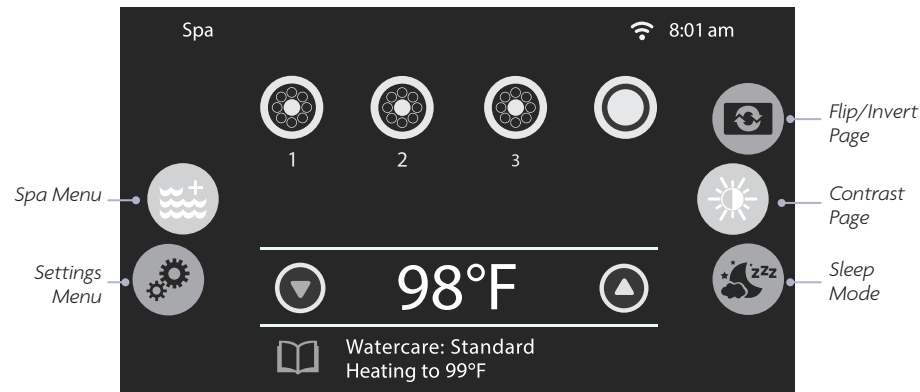 Spa
8:01 am
1
2
3
Flip/Invert
Page
Spa Menu
Contrast
Page
Settings
Menu
98°F
zzz
Sleep
Mode
Watercare: Standard
Heating to 99°F